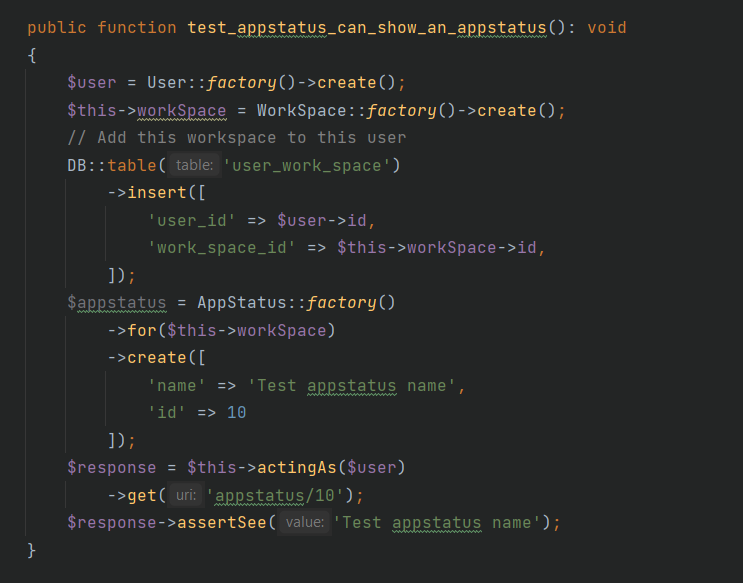 public function test_appstatus_can_show_an_appstatus(): void
{
    $user = User::factory()->create();
    $this->workSpace = WorkSpace::factory()->create();
    // Add this workspace to this user
    DB::table( table: 'user_work_space')
        ->insert([
            'user_id' => $user->id,
            'work_space_id' => $this->workSpace->id,
        ]);
    $appstatus = AppStatus::factory()
        ->for($this->workSpace)
        ->create([
            'name' => 'Test appstatus name',
            'id' => 10
        ]);
    $response = $this->actingAs($user)
        ->get( uri: 'appstatus/10');
    $response->assertSee( value: 'Test appstatus name');
}